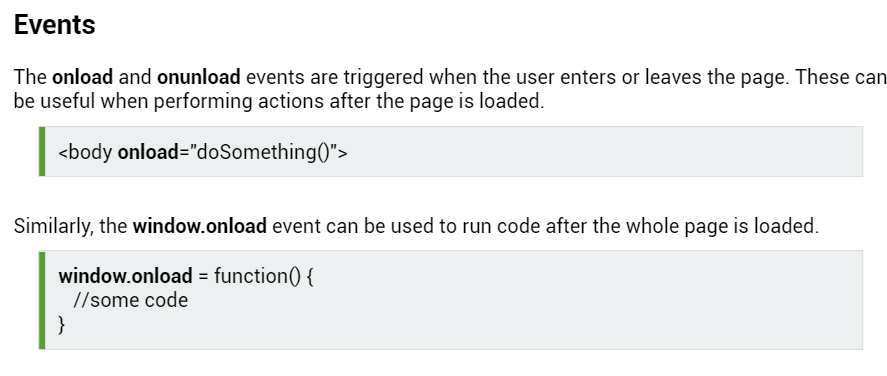 Events
The onload and onunload events are triggered when the user enters or leaves the page. These can
be useful when performing actions after the page is loaded.
<body onload="doSomething()">
Similarly, the window.onload event can be used to run code after the whole page is loaded.
window.onload = function() {
//some code
}